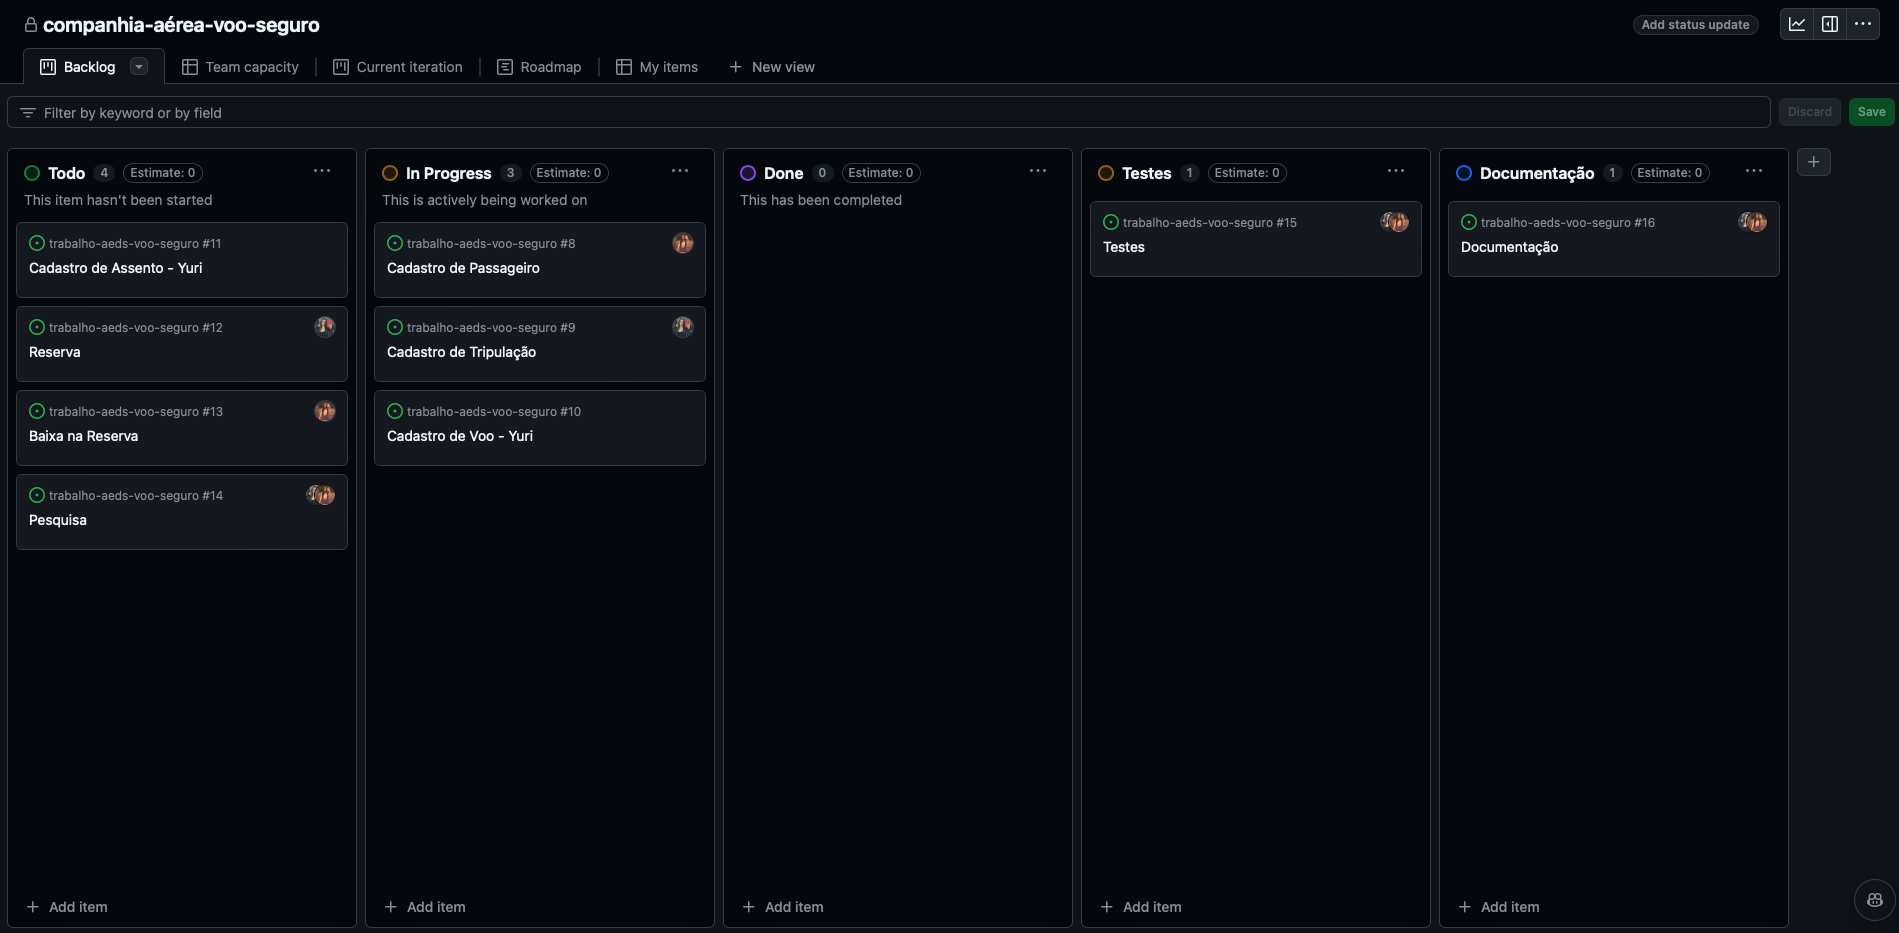 companhia-aérea-voo-seguro
Add status update
Backlog
Team capacity
Current iteration
Roadmap
My items
New view
Filter by keyword or by field
Discard
Save
Todo 4 Estimate: 0
This item hasn't been started
trabalho-aeds-voo-seguro #11
Cadastro de Assento - Yuri
trabalho-aeds-voo-seguro #12
Reserva
trabalho-aeds-voo-seguro #13
Baixa na Reserva
trabalho-aeds-voo-seguro #14
Pesquisa
Add item
In Progress 3 Estimate: 0
This is actively being worked on
trabalho-aeds-voo-seguro #8
Cadastro de Passageiro
trabalho-aeds-voo-seguro #9
Cadastro de Tripulação
trabalho-aeds-voo-seguro #10
Cadastro de Voo - Yuri
Add item
Done 0 Estimate: 0
This has been completed
Add item
Testes 1 Estimate: 0
trabalho-aeds-voo-seguro #15
Testes
Add item
Documentação 1 Estimate: 0
trabalho-aeds-voo-seguro #16
Documentação
Add item